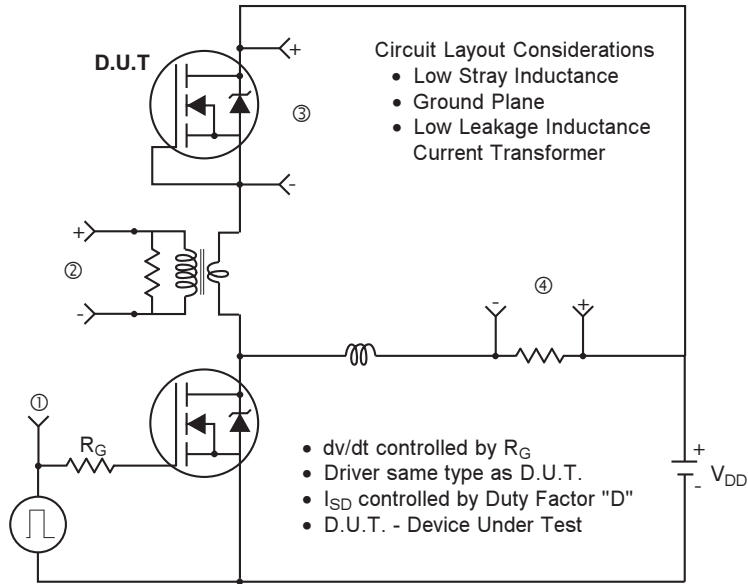 D.U.T
+
③
-
Circuit Layout Considerations
• Low Stray Inductance
• Ground Plane
• Low Leakage Inductance
Current Transformer
+
②
-
④
- +
①
R_G
• dv/dt controlled by R_G
• Driver same type as D.U.T.
• I_SD controlled by Duty Factor "D"
• D.U.T. - Device Under Test
+
V_DD
-